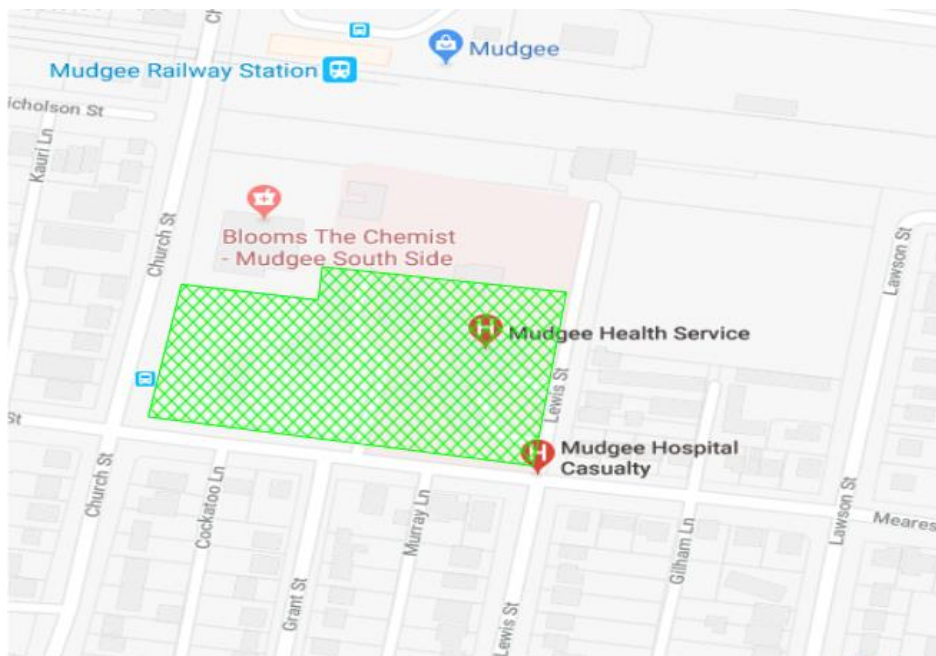 Ch
Mudgee
Mudgee Railway Station
icholson St
Kauri Ln
Church St
Blooms The Chemist
- Mudgee South Side
Lawson St
Mudgee Health Service
Lewis St
St
Mudgee Hospital
Casualty
Church St
Cockatoo Ln
Murray Ln
Grant St
Lewis St
Gilham Ln
Lawson St
Meares
H
H